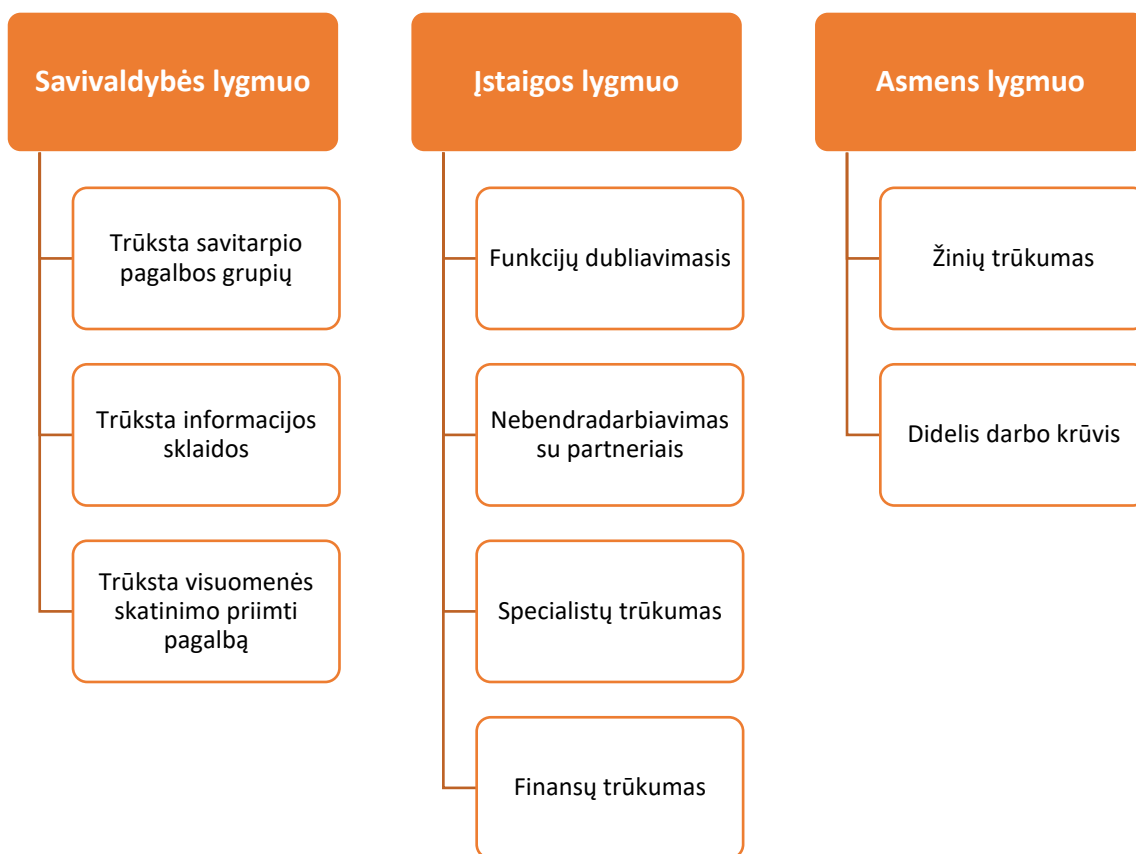 Savivaldybės lygmuo
Trūksta savitarpio
pagalbos grupių
Trūksta informacijos
sklaidos
Trūksta visuomenės
skatinimo priimti
pagalbą
Įstaigos lygmuo
Funkcijų dubliavimasis
Nebendradarbiavimas
su partneriais
Specialistų trūkumas
Finansų trūkumas
Asmens lygmuo
Žinių trūkumas
Didelis darbo krūvis